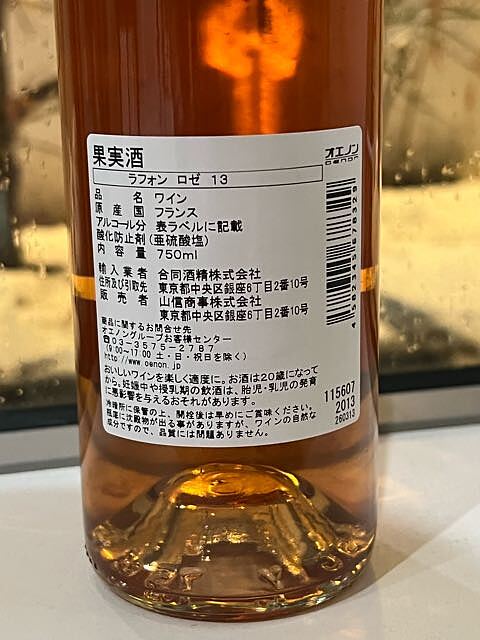 果実酒
オエノン
oenon
ラフォン ロゼ 13
品名 ワイン
原産国 フランス
アルコール分 表ラベルに記載
酸化防止剤(亜硫酸塩)
内容量 750ml
輸入業者 合同酒精株式会社
住所及び引取先 東京都中央区銀座6丁目2番10号
販売者 山信商事株式会社
東京都中央区銀座6丁目2番10号
商品に関するお問合せ先
オエノングループお客様センター
☎03-3575-2787
(9:00~17:00 土・日・祝日を除く)
http://www.oenon.jp
おいしいワインを楽しく適度に。お酒は20歳になって
から。妊娠中や授乳期の飲酒は、胎児・乳児の発育
に悪影響を与えるおそれがあります。
冷暗所に保管の上、開栓後は早めにご賞味ください。
瓶底に沈殿物が出る事がありますが、ワインの自然な
成分ですので、品質には問題ありません。
4582345678329
115607
2013
260313